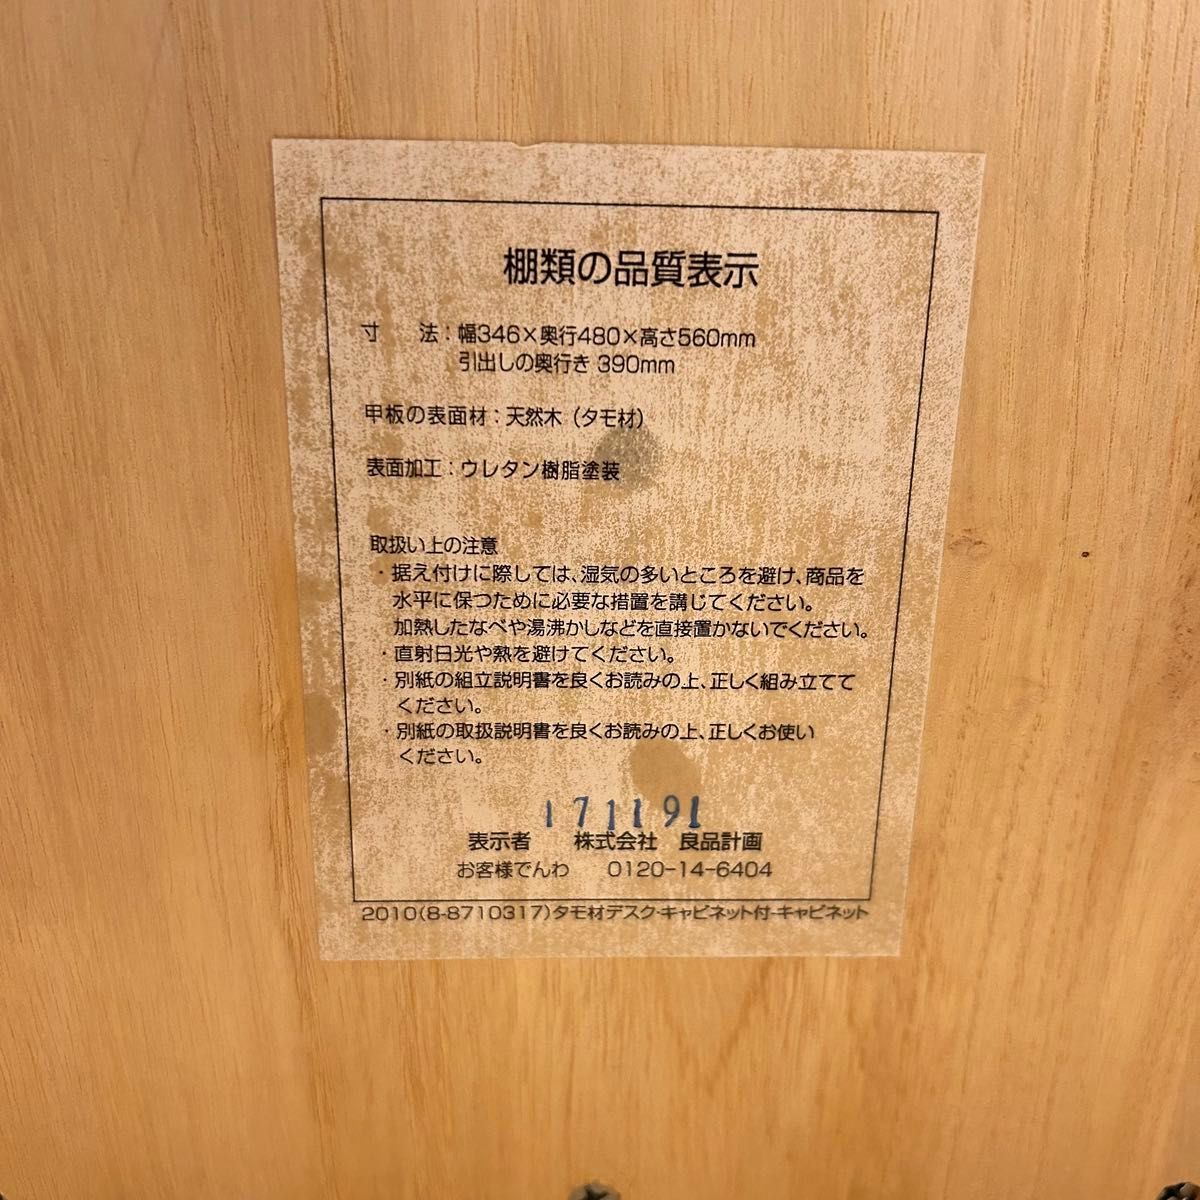 棚類の品質表示
寸　法：幅346×奥行480×高さ560mm
引出しの奥行き 390mm
甲板の表面材：天然木（タモ材）
表面加工：ウレタン樹脂塗装
取扱い上の注意
・据え付けに際しては、湿気の多いところを避け、商品を
水平に保つために必要な措置を講じてください。
加熱したなべや湯沸かしなどを直接置かないでください。
・直射日光や熱を避けてください。
・別紙の組立説明書を良くお読みの上、正しく組み立てて
ください。
・別紙の取扱説明書を良くお読みの上、正しくお使い
ください。
171191
表示者　株式会社　良品計画
お客様でんわ　0120-14-6404
2010(8-8710317)タモ材デスク・キャビネット付-キャビネット